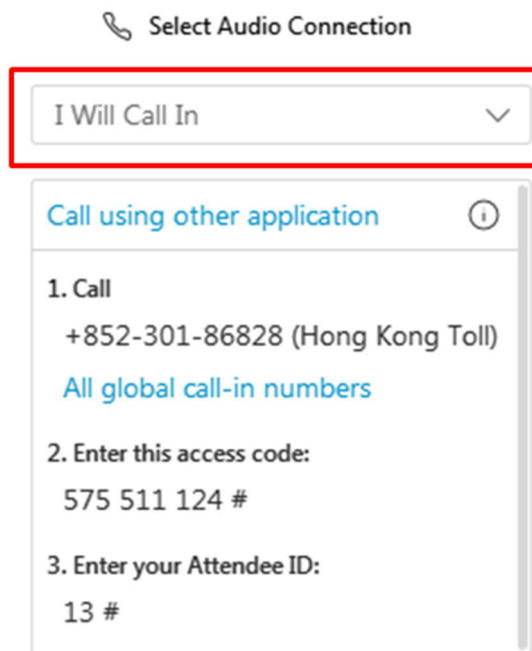 Select Audio Connection
I Will Call In
Call using other application
1. Call
+852-301-86828 (Hong Kong Toll)
All global call-in numbers
2. Enter this access code:
575 511 124 #
3. Enter your Attendee ID:
13 #